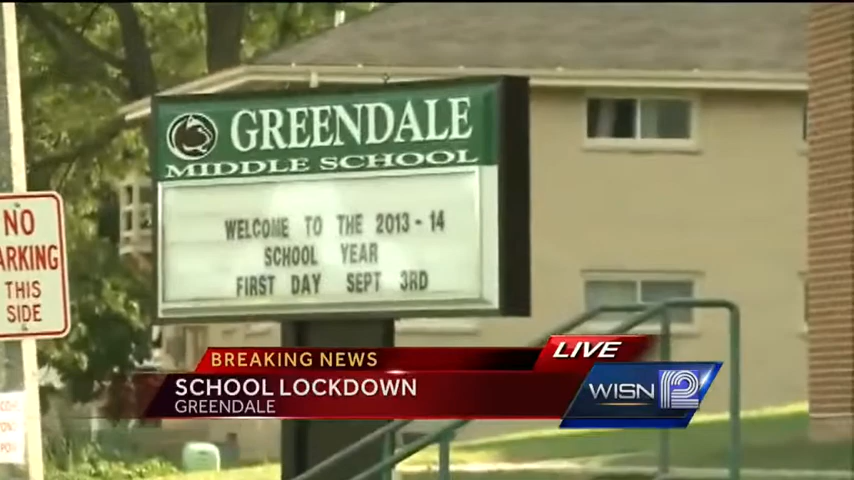 GREENDALE
MIDDLE SCHOOL
WELCOME TO THE 2013-14
SCHOOL YEAR
FIRST DAY SEPT 3RD
NO
PARKING
THIS
SIDE
BREAKING NEWS
LIVE
SCHOOL LOCKDOWN
GREENDALE
WISN 12